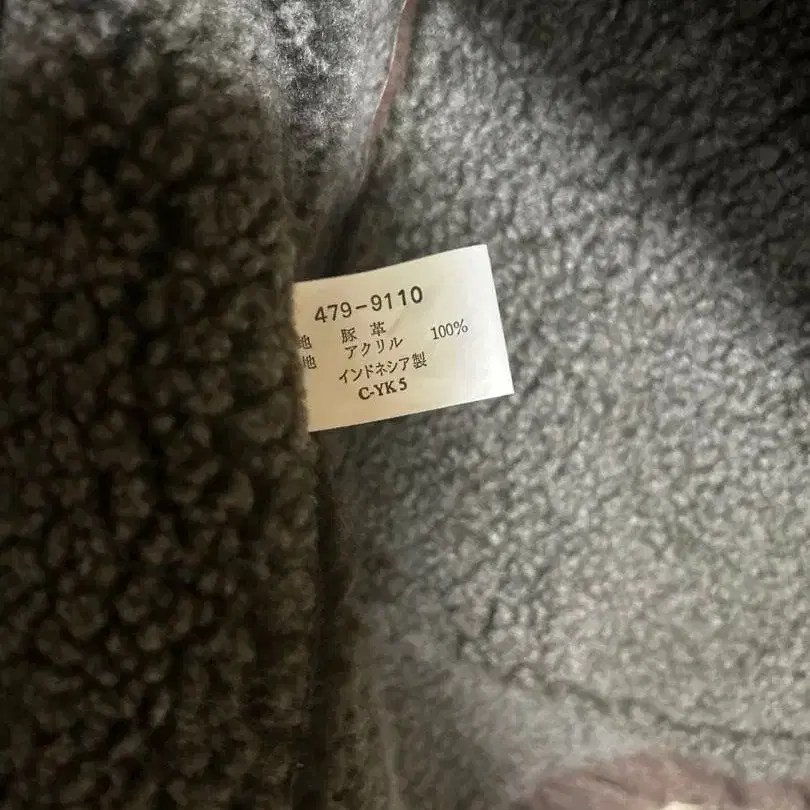 479-9110
地 豚革
地 アクリル 100%
インドネシア製
C-YK5